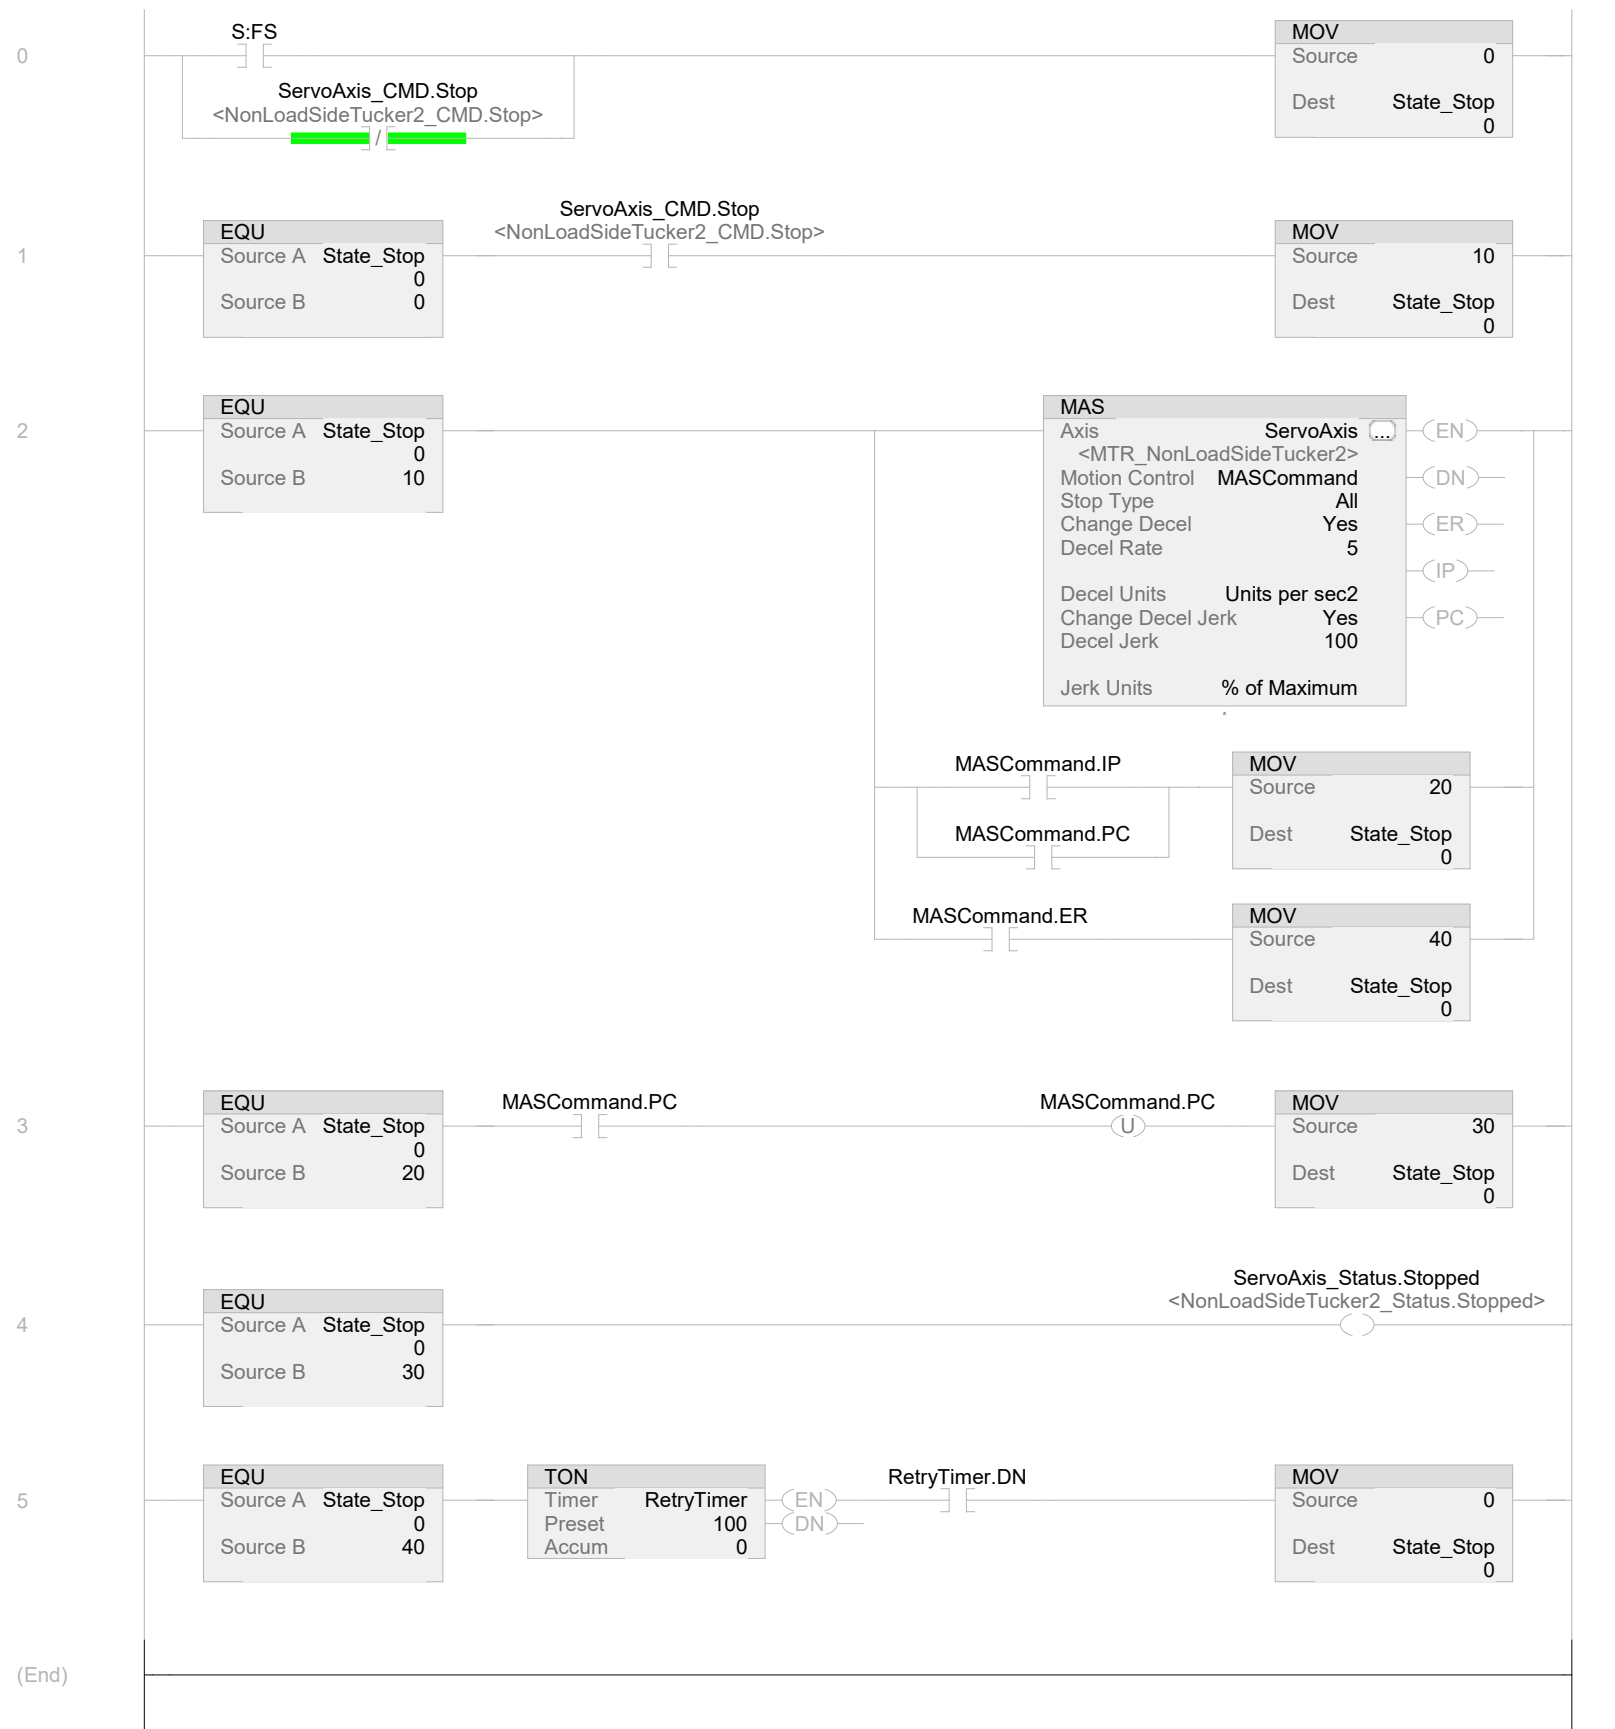 0
S:FS
ServoAxis_CMD.Stop
<NonLoadSideTucker2_CMD.Stop>
/
MOV
Source 0
Dest State_Stop
0
1
EQU
Source A State_Stop
0
Source B 0
ServoAxis_CMD.Stop
<NonLoadSideTucker2_CMD.Stop>
MOV
Source 10
Dest State_Stop
0
2
EQU
Source A State_Stop
0
Source B 10
MAS
Axis ServoAxis ...
<MTR_NonLoadSideTucker2>
Motion Control MASCommand
Stop Type All
Change Decel Yes
Decel Rate 5
Decel Units Units per sec2
Change Decel Jerk Yes
Decel Jerk 100
Jerk Units % of Maximum
EN
DN
ER
IP
PC
MASCommand.IP
MASCommand.PC
MOV
Source 20
Dest State_Stop
0
MASCommand.ER
MOV
Source 40
Dest State_Stop
0
3
EQU
Source A State_Stop
0
Source B 20
MASCommand.PC
MASCommand.PC
U
MOV
Source 30
Dest State_Stop
0
4
EQU
Source A State_Stop
0
Source B 30
ServoAxis_Status.Stopped
<NonLoadSideTucker2_Status.Stopped>
5
EQU
Source A State_Stop
0
Source B 40
TON
Timer RetryTimer
Preset 100
Accum 0
EN
DN
RetryTimer.DN
MOV
Source 0
Dest State_Stop
0
(End)